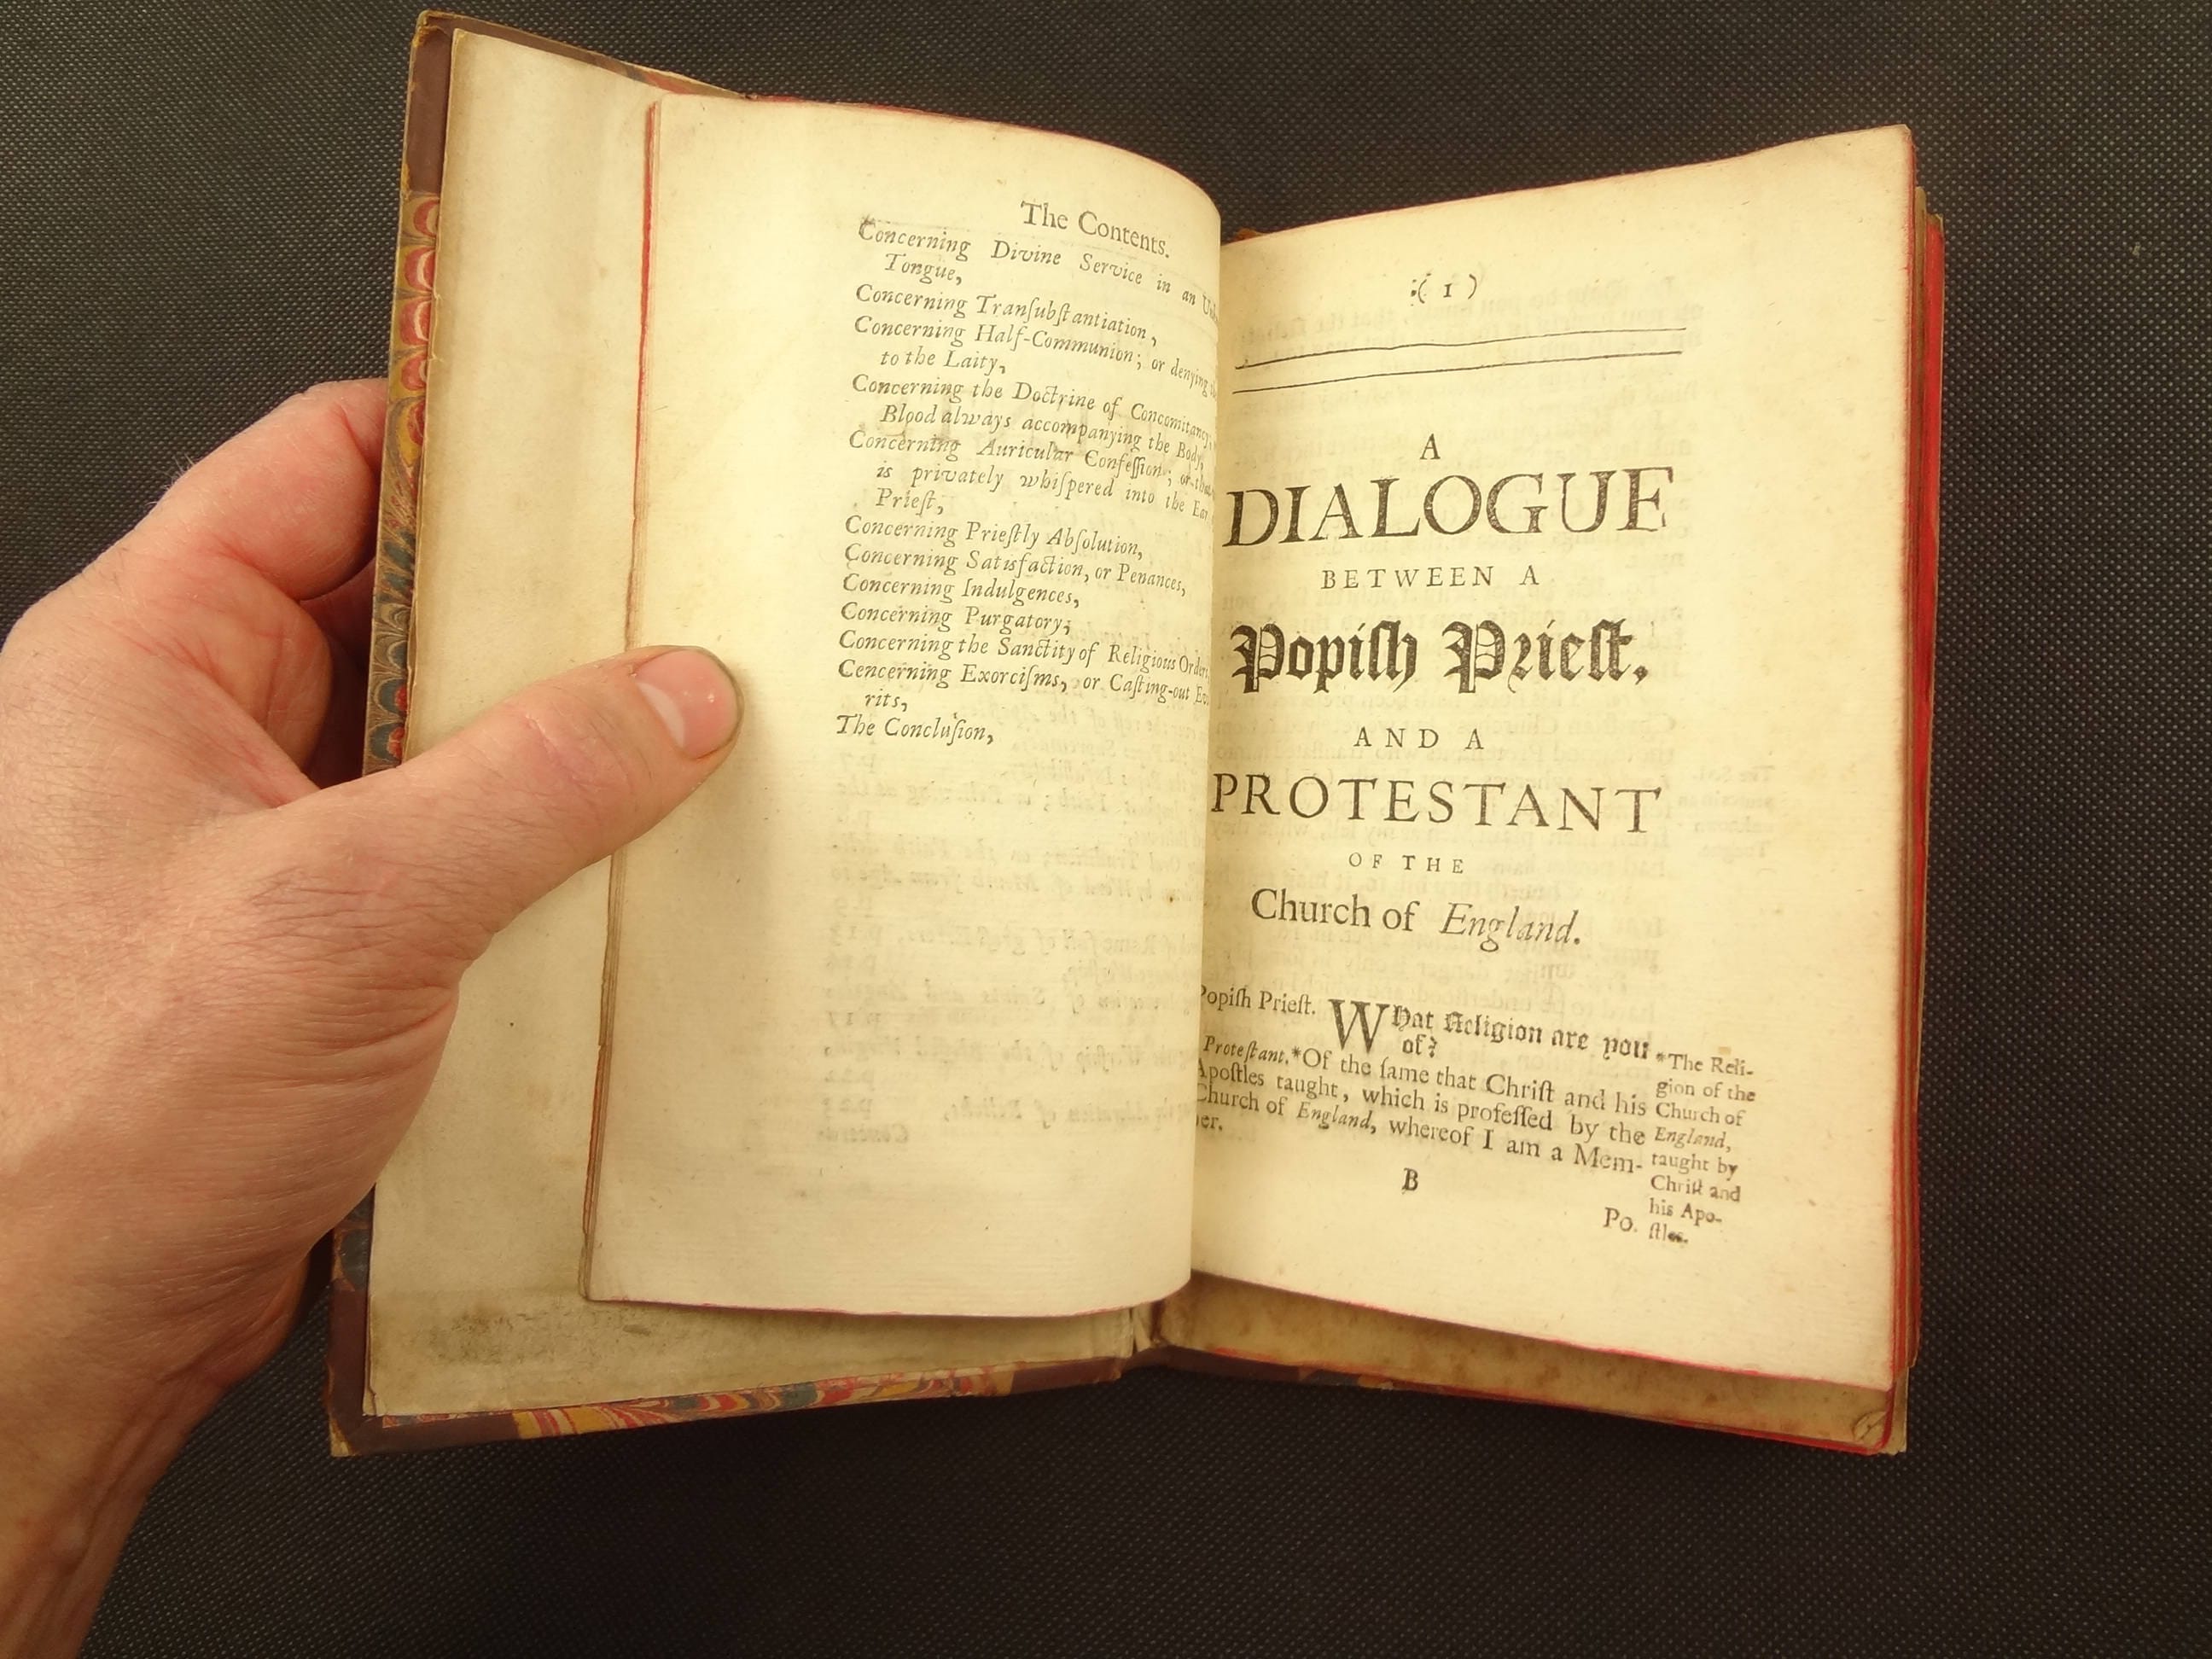 The Contents.
Concerning Divine Service in an
Tongue,
Concerning Tranſubſtantiation,
Concerning Half-Communion; or denying
to the Laity,
Concerning the Doctrine of Concomitancy,
Blood always accompanying the Body,
Concerning Auricular Confeſſion; or that
is privately whiſpered into the Ear
Prieſt,
Concerning Prieſtly Abſolution,
Concerning Satisfaction, or Penances,
Concerning Indulgences,
Concerning Purgatory;
Concerning the Sanctity of Religious Orders,
Cencerning Exorciſms, or Caſting-out
rits,
The Concluſion,
:( 1 )
A
DIALOGUE
BETWEEN A
Popiſh Prieſt,
AND A
PROTESTANT
OF THE
Church of England.
Popiſh Prieſt. What Religion are you
of?
Proteſtant.*Of the ſame that Chriſt and his
Apoſtles taught, which is profeſſed by the
Church of England, whereof I am a Mem-
ber.
*The Reli-
gion of the
Church of
England,
taught by
Chriſt and
his Apo-
ſtles.
B
Po.